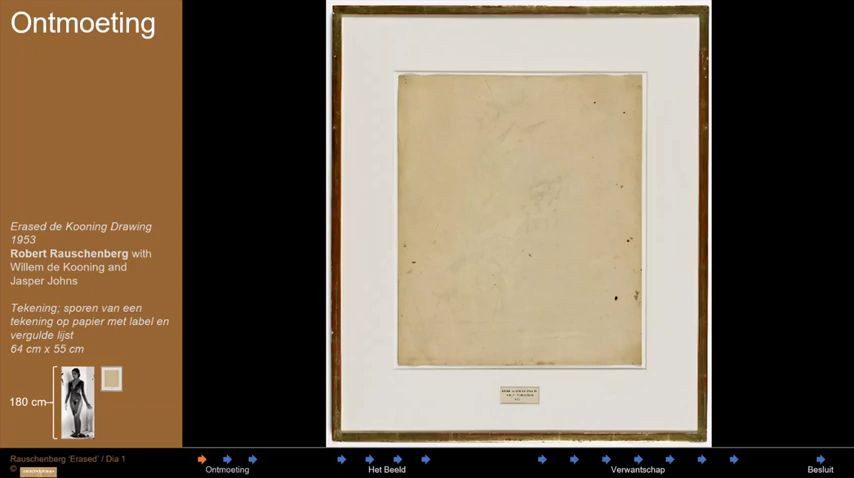 Ontmoeting
Erased de Kooning Drawing
1953
Robert Rauschenberg with
Willem de Kooning and
Jasper Johns
Tekening; sporen van een
tekening op papier met label en
vergulde lijst
64 cm x 55 cm
180 cm
Rauschenberg 'Erased' / Dia 1
©
Ontmoeting
Het Beeld
Verwantschap
Besluit